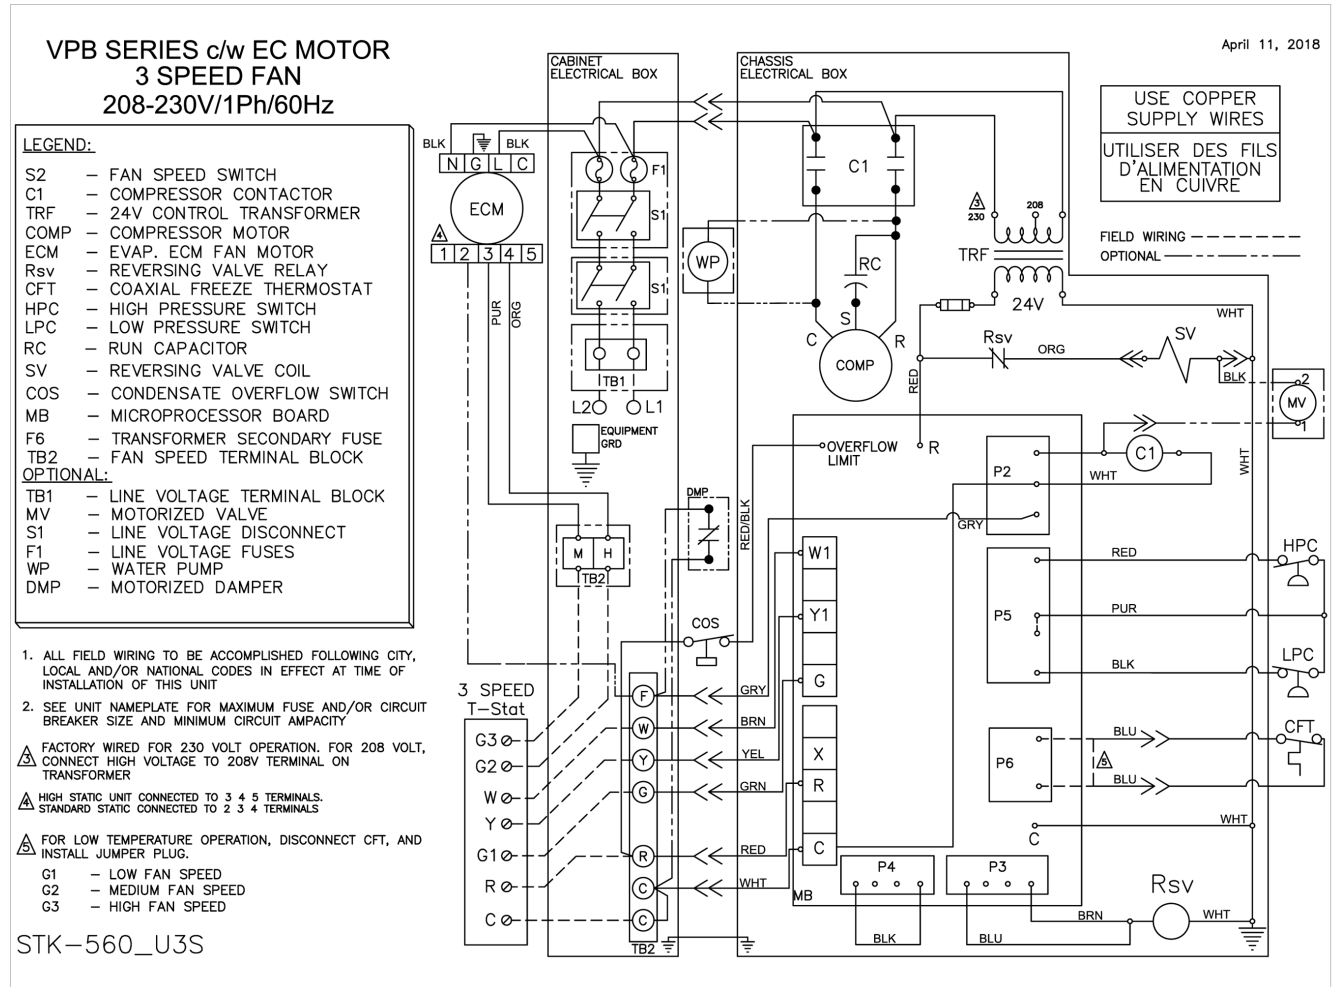 VPB SERIES c/w EC MOTOR
3 SPEED FAN
208-230V/1Ph/60Hz
LEGEND:
S2 – FAN SPEED SWITCH
C1 – COMPRESSOR CONTACTOR
TRF – 24V CONTROL TRANSFORMER
COMP – COMPRESSOR MOTOR
ECM – EVAP. ECM FAN MOTOR
Rsv – REVERSING VALVE RELAY
CFT – COAXIAL FREEZE THERMOSTAT
HPC – HIGH PRESSURE SWITCH
LPC – LOW PRESSURE SWITCH
RC – RUN CAPACITOR
SV – REVERSING VALVE COIL
COS – CONDENSATE OVERFLOW SWITCH
MB – MICROPROCESSOR BOARD
F6 – TRANSFORMER SECONDARY FUSE
TB2 – FAN SPEED TERMINAL BLOCK
OPTIONAL:
TB1 – LINE VOLTAGE TERMINAL BLOCK
MV – MOTORIZED VALVE
S1 – LINE VOLTAGE DISCONNECT
F1 – LINE VOLTAGE FUSES
WP – WATER PUMP
DMP – MOTORIZED DAMPER
1. ALL FIELD WIRING TO BE ACCOMPLISHED FOLLOWING CITY,
LOCAL AND/OR NATIONAL CODES IN EFFECT AT TIME OF
INSTALLATION OF THIS UNIT
2. SEE UNIT NAMEPLATE FOR MAXIMUM FUSE AND/OR CIRCUIT
BREAKER SIZE AND MINIMUM CIRCUIT AMPACITY
3 FACTORY WIRED FOR 230 VOLT OPERATION. FOR 208 VOLT,
CONNECT HIGH VOLTAGE TO 208V TERMINAL ON
TRANSFORMER
4 HIGH STATIC UNIT CONNECTED TO 3 4 5 TERMINALS.
STANDARD STATIC CONNECTED TO 2 3 4 TERMINALS
5 FOR LOW TEMPERATURE OPERATION, DISCONNECT CFT, AND
INSTALL JUMPER PLUG.
G1 – LOW FAN SPEED
G2 – MEDIUM FAN SPEED
G3 – HIGH FAN SPEED
STK–560_U3S
CABINET
ELECTRICAL BOX
BLK
BLK
N G L C
ECM
4
1 2 3 4 5
PUR
ORG
F1
S1
S1
TB1
L2
L1
EQUIPMENT
GRD
M H
TB2
DMP
COS
RED/BLK
3 SPEED
T-Stat
G3
G2
W
Y
G1
R
C
F
W
Y
G
R
C
C
TB2
GRY
BRN
YEL
GRN
RED
WHT
CHASSIS
ELECTRICAL BOX
C1
WP
RC
S
C
R
COMP
3
230
208
TRF
24V
WHT
RED
Rsv
ORG
SV
BLK
2
MV
1
OVERFLOW
LIMIT
R
P2
C1
WHT
WHT
GRY
W1
Y1
G
X
R
C
MB
P5
RED
PUR
BLK
HPC
LPC
P6
BLU
5
BLU
CFT
C
WHT
P4
P3
BLK
BLU
BRN
Rsv
WHT
April 11, 2018
USE COPPER
SUPPLY WIRES
UTILISER DES FILS
D'ALIMENTATION
EN CUIVRE
FIELD WIRING
OPTIONAL